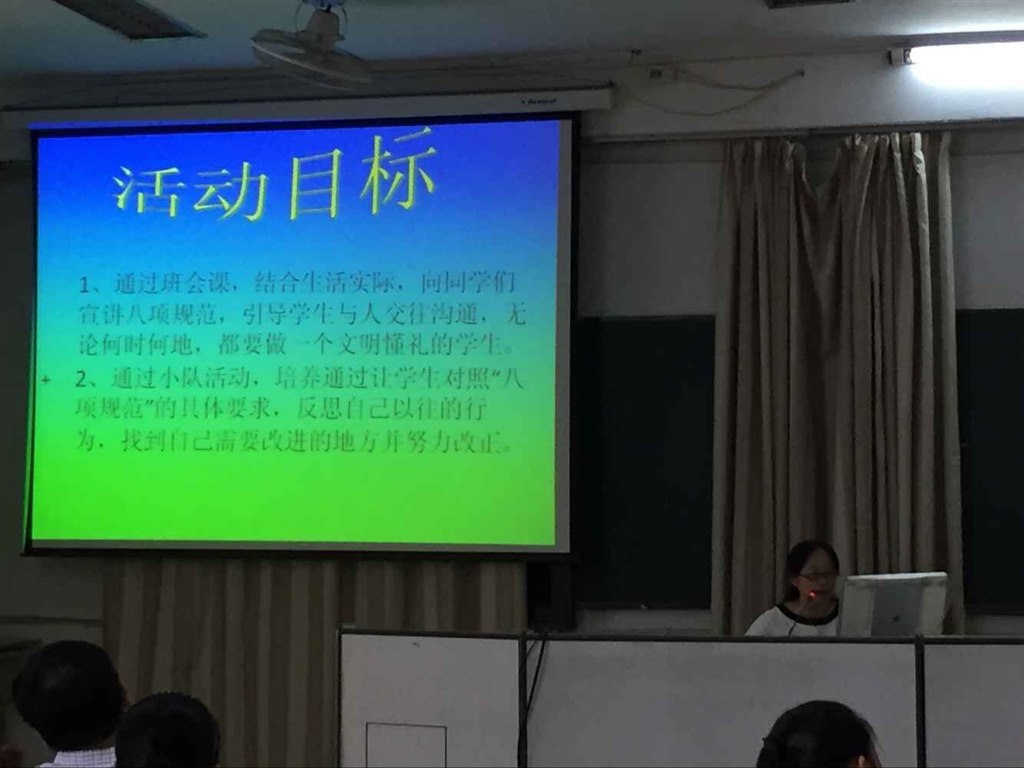 活动目标
1、通过班会课，结合生活实际，向同学们
宣讲八项规范，引导学生与人交往沟通，无
论何时何地，都要做一个文明懂礼的学生。
2、通过小队活动，培养通过让学生对照“八
项规范”的具体要求，反思自己以往的行
为，找到自己需要改进的地方并努力改正。